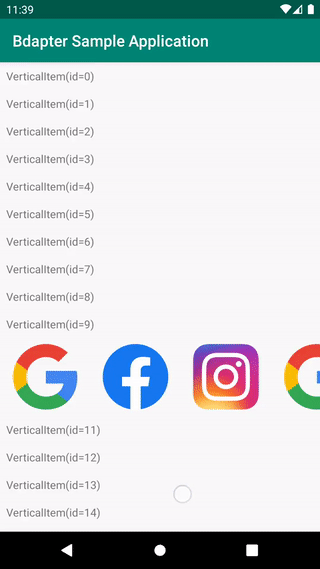 11:39
Bdapter Sample Application
VerticalItem(id=0)
VerticalItem(id=1)
VerticalItem(id=2)
VerticalItem(id=3)
VerticalItem(id=4)
VerticalItem(id=5)
VerticalItem(id=6)
VerticalItem(id=7)
VerticalItem(id=8)
VerticalItem(id=9)
VerticalItem(id=11)
VerticalItem(id=12)
VerticalItem(id=13)
VerticalItem(id=14)